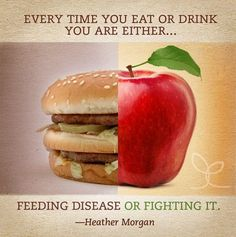 EVERY TIME YOU EAT OR DRINK
YOU ARE EITHER...
FEEDING DISEASE OR FIGHTING IT.
—Heather Morgan